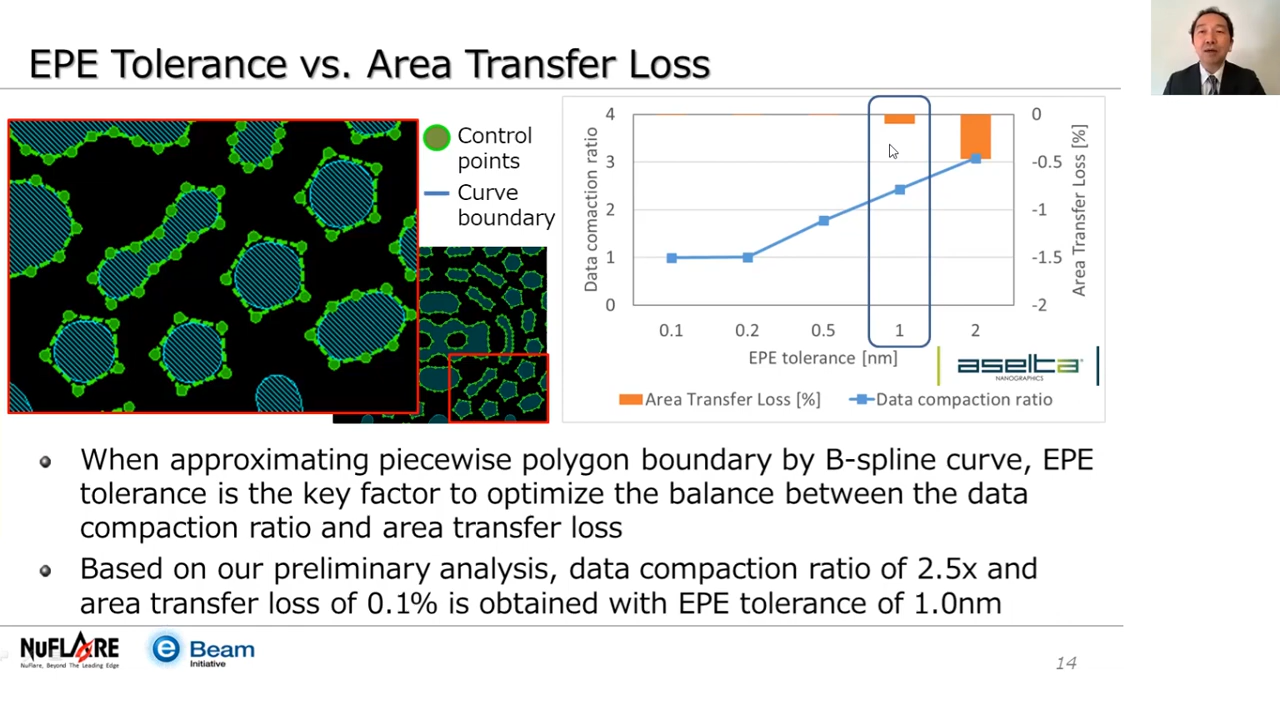 EPE Tolerance vs. Area Transfer Loss
Control
points
Curve
boundary
Data comaction ratio
4
3
2
1
0
0
-0.5
-1
-1.5
-2
Area Transfer Loss [%]
0.1 0.2 0.5 1 2
EPE tolerance [nm]
aselta
NANOGRAPHICS
Area Transfer Loss [%] Data compaction ratio
When approximating piecewise polygon boundary by B-spline curve, EPE
tolerance is the key factor to optimize the balance between the data
compaction ratio and area transfer loss
Based on our preliminary analysis, data compaction ratio of 2.5x and
area transfer loss of 0.1% is obtained with EPE tolerance of 1.0nm
NUFLARE
NuFlare, Beyond The Leading Edge
e Beam
Initiative
14